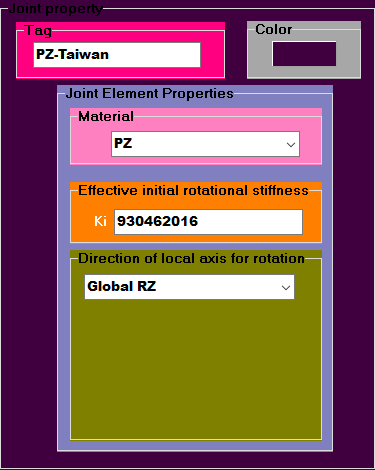 Joint property
Tag
Color
PZ-Taiwan
Joint Element Properties
Material
PZ
Effective initial rotational stiffness
Ki 930462016
Direction of local axis for rotation
Global RZ